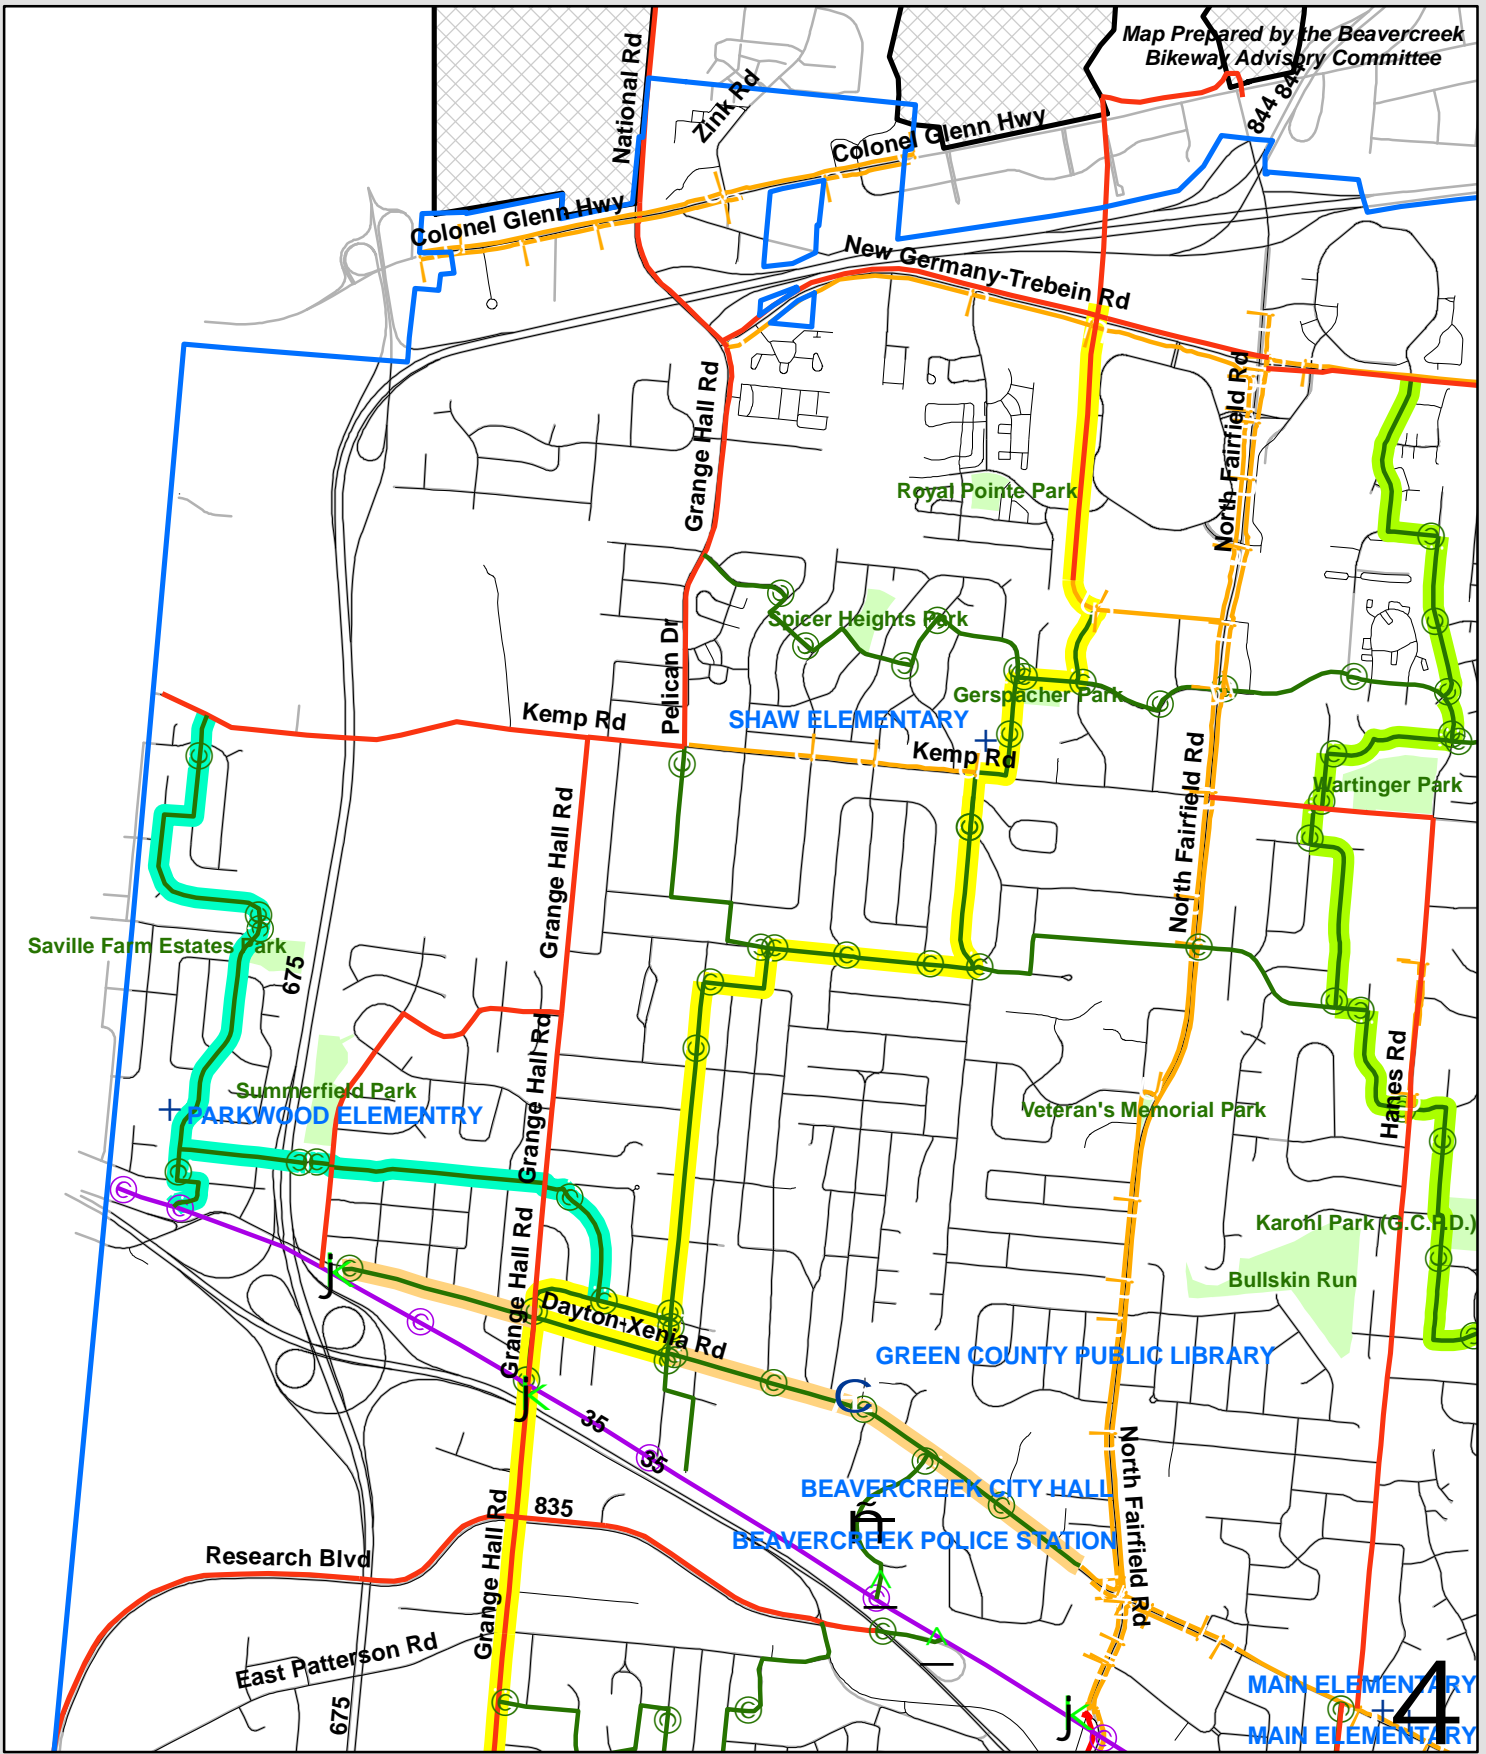 Map Prepared by the Beavercreek
Bikeway Advisory Committee
National Rd
Zink Rd
844
844
Colonel Glenn Hwy
Colonel Glenn Hwy
New Germany-Trebein Rd
Grange Hall Rd
North Fairfield Rd
Royal Pointe Park
Spicer Heights Park
Pelican Dr
Gerspacher Park
Kemp Rd
SHAW ELEMENTARY
Kemp Rd
North Fairfield Rd
Wartinger Park
Grange Hall Rd
Saville Farm Estates Park
675
Grange Hall Rd
Hanes Rd
Summerfield Park
PARKWOOD ELEMENTRY
Veteran's Memorial Park
Karohl Park (G.C.P.D.)
Grange Hall Rd
Bullskin Run
j
Dayton-Xenia Rd
GREEN COUNTY PUBLIC LIBRARY
j
C
35
35
North Fairfield Rd
BEAVERCREEK CITY HALL
835
ñ
BEAVERCREEK POLICE STATION
Research Blvd
Grange Hall Rd
East Patterson Rd
675
MAIN ELEMENTARY
4
j
MAIN ELEMENTARY